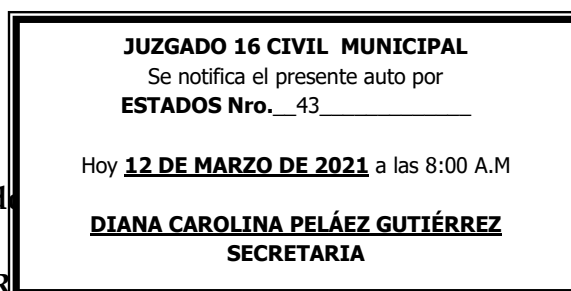 JUZGADO 16 CIVIL MUNICIPAL
Se notifica el presente auto por
ESTADOS Nro.__43_____________
Hoy 12 DE MARZO DE 2021 a las 8:00 A.M
DIANA CAROLINA PELÁEZ GUTIÉRREZ
SECRETARIA